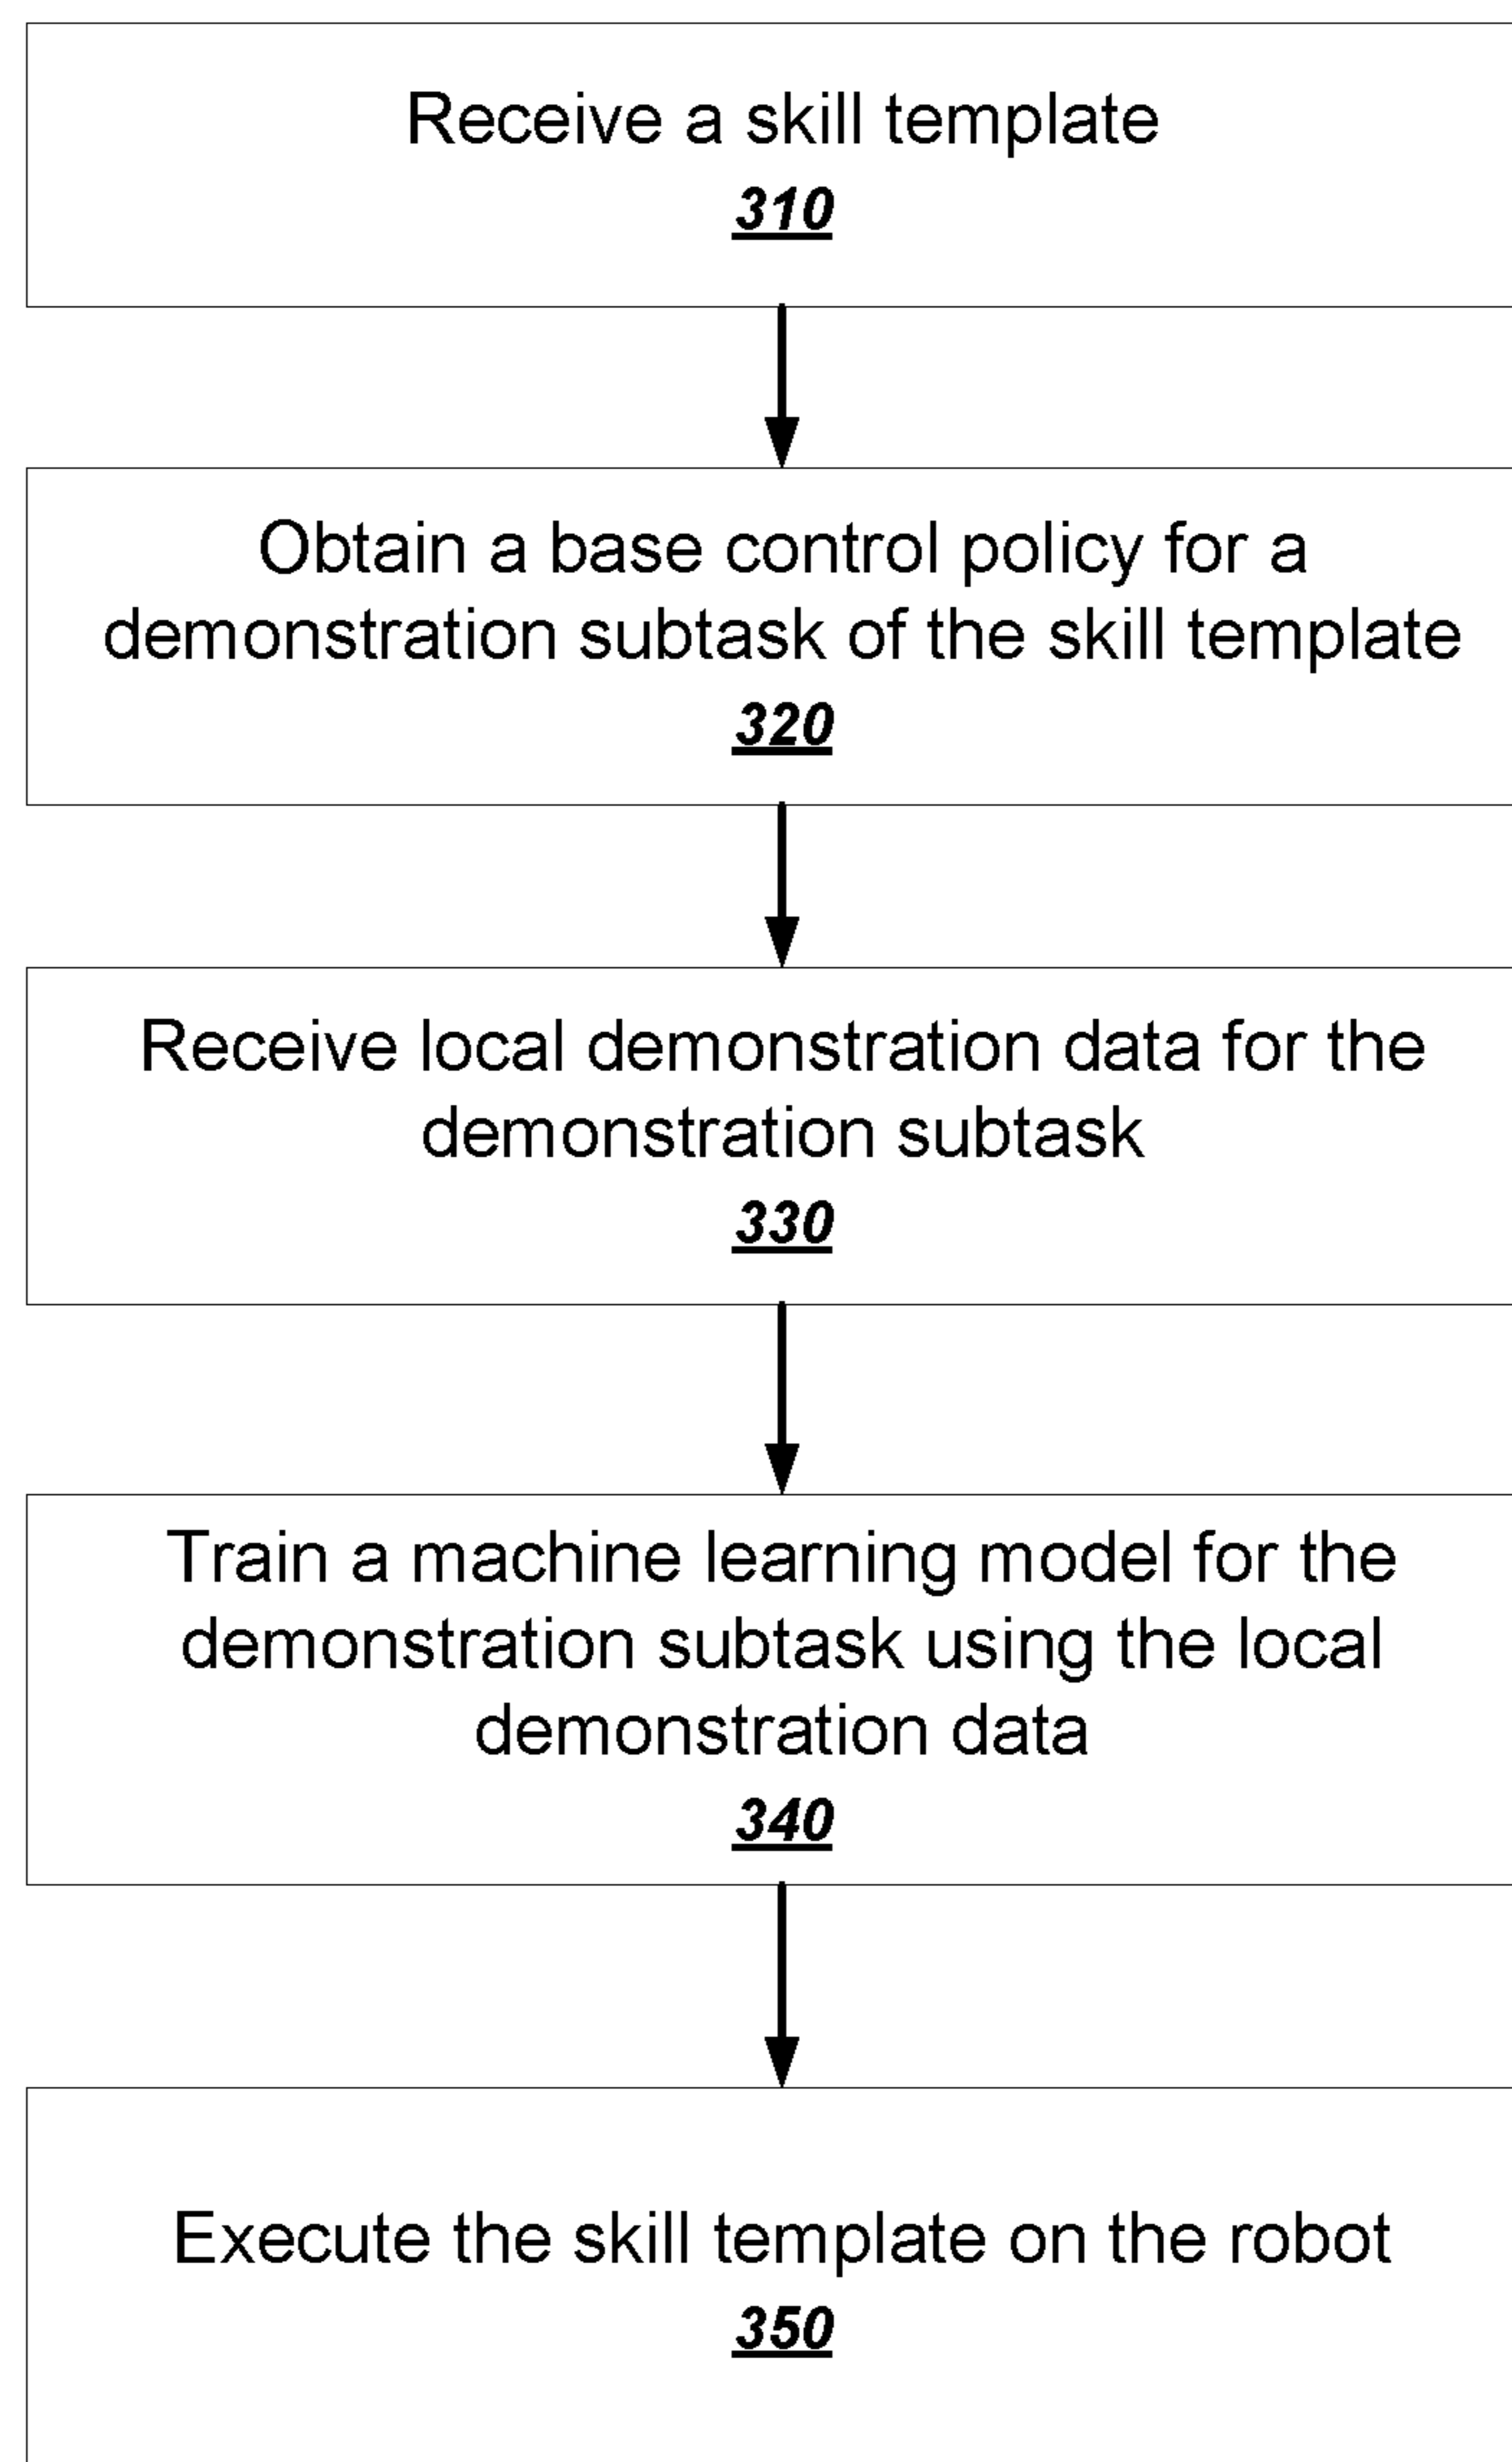 Receive a skill template
310
Obtain a base control policy for a
demonstration subtask of the skill template
320
Receive local demonstration data for the
demonstration subtask
330
Train a machine learning model for the
demonstration subtask using the local
demonstration data
340
Execute the skill template on the robot
350